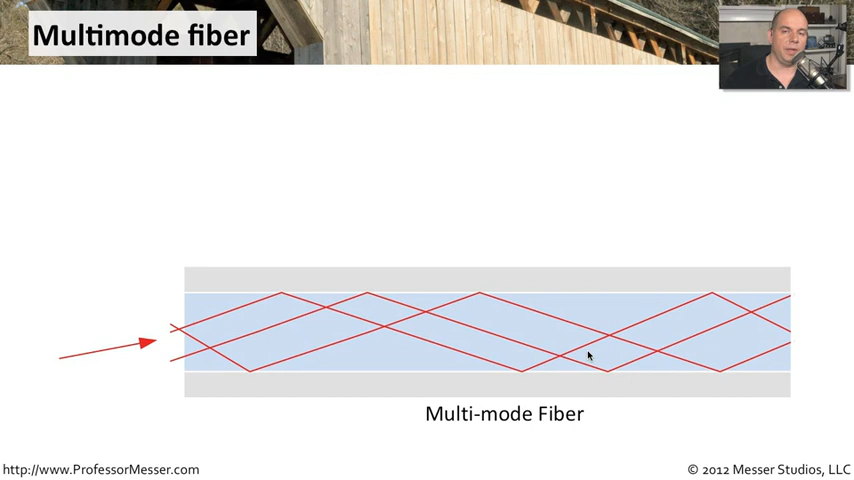 Multimode fiber
Multi-mode Fiber
http://www.ProfessorMesser.com
© 2012 Messer Studios, LLC